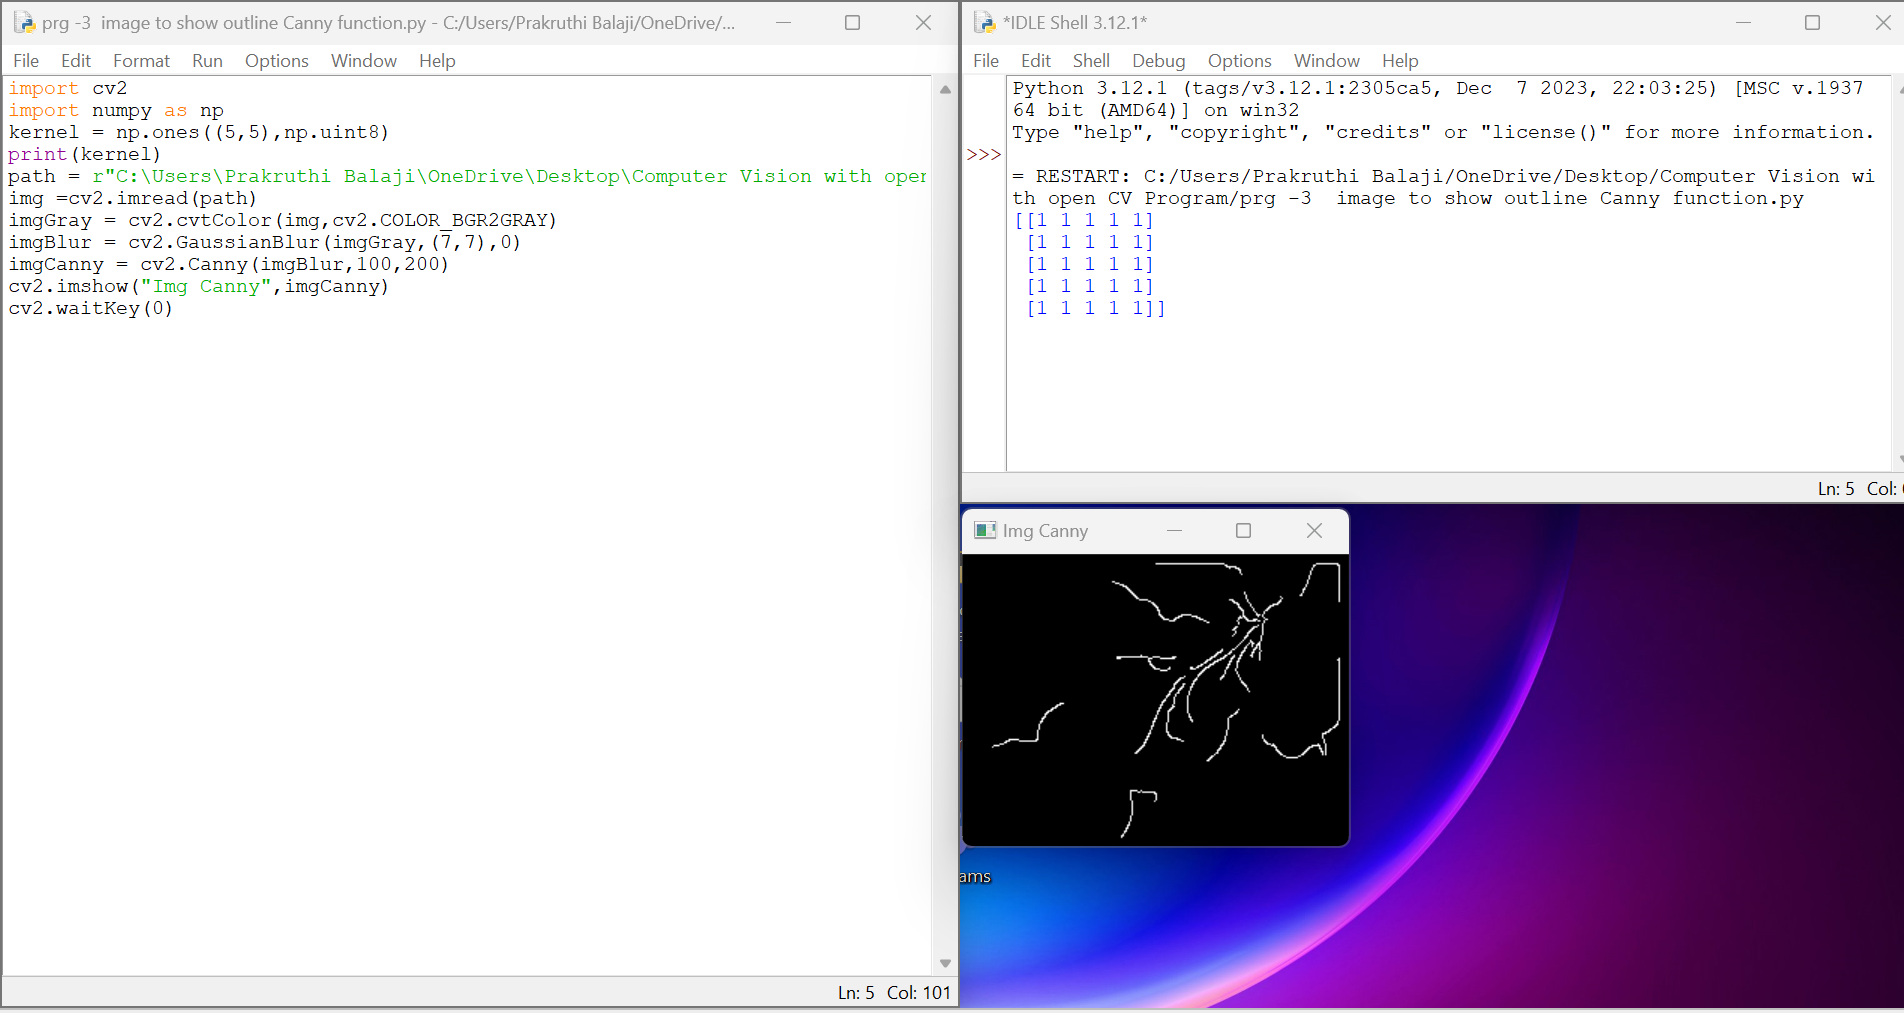 prg -3  image to show outline Canny function.py - C:/Users/Prakruthi Balaji/OneDrive/...
File Edit Format Run Options Window Help
import cv2
import numpy as np
kernel = np.ones((5,5),np.uint8)
print(kernel)
path = r"C:\Users\Prakruthi Balaji\OneDrive\Desktop\Computer Vision with oper
img =cv2.imread(path)
imgGray = cv2.cvtColor(img,cv2.COLOR_BGR2GRAY)
imgBlur = cv2.GaussianBlur(imgGray,(7,7),0)
imgCanny = cv2.Canny(imgBlur,100,200)
cv2.imshow("Img Canny",imgCanny)
cv2.waitKey(0)
Ln: 5 Col: 101
*IDLE Shell 3.12.1*
File Edit Shell Debug Options Window Help
Python 3.12.1 (tags/v3.12.1:2305ca5, Dec  7 2023, 22:03:25) [MSC v.1937
64 bit (AMD64)] on win32
Type "help", "copyright", "credits" or "license()" for more information.
>>>
= RESTART: C:/Users/Prakruthi Balaji/OneDrive/Desktop/Computer Vision wi
th open CV Program/prg -3  image to show outline Canny function.py
[[1 1 1 1 1]
 [1 1 1 1 1]
 [1 1 1 1 1]
 [1 1 1 1 1]
 [1 1 1 1 1]]
Ln: 5 Col:
Img Canny
ams